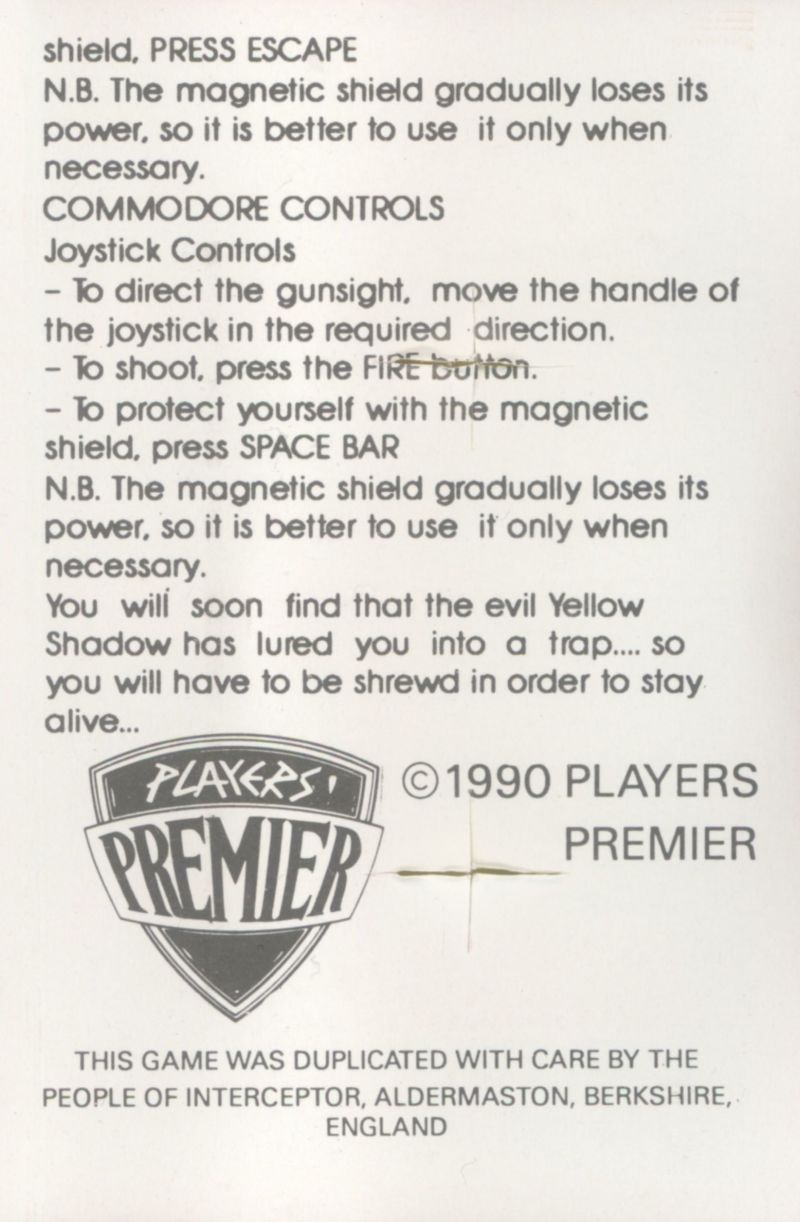 shield, PRESS ESCAPE
N.B. The magnetic shield gradually loses its
power, so it is better to use it only when
necessary.
COMMODORE CONTROLS
Joystick Controls
– To direct the gunsight, move the handle of
the joystick in the required direction.
– To shoot, press the FIRE button.
– To protect yourself with the magnetic
shield, press SPACE BAR
N.B. The magnetic shield gradually loses its
power, so it is better to use it only when
necessary.
You will soon find that the evil Yellow
Shadow has lured you into a trap.... so
you will have to be shrewd in order to stay
alive...
PLAYERS'
PREMIER
©1990 PLAYERS
PREMIER
THIS GAME WAS DUPLICATED WITH CARE BY THE
PEOPLE OF INTERCEPTOR, ALDERMASTON, BERKSHIRE,
ENGLAND